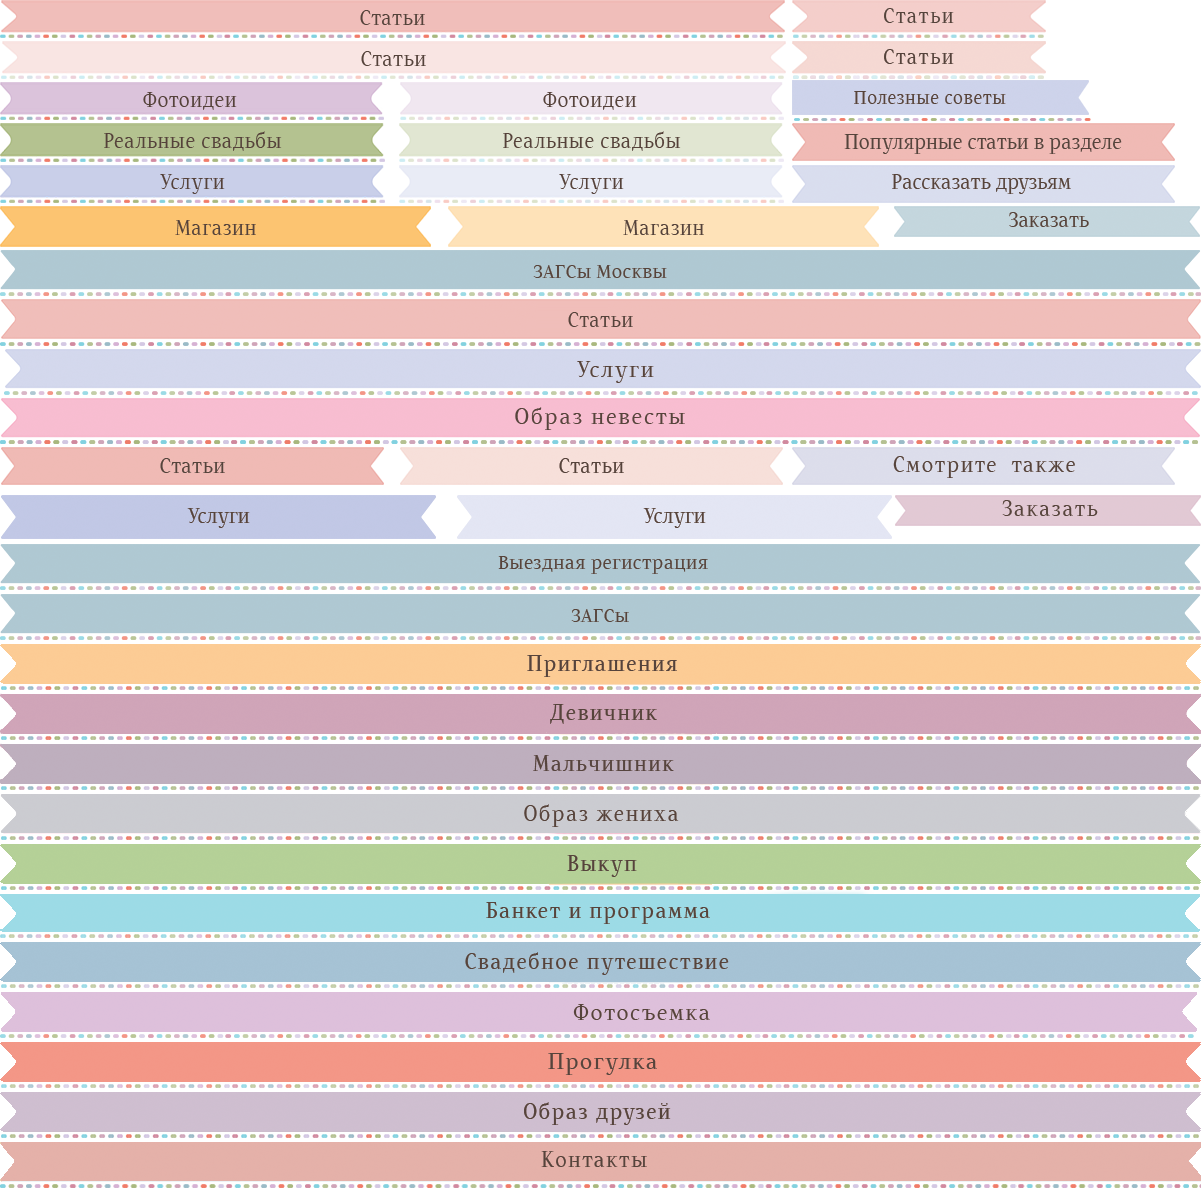 Статьи
Статьи
Статьи
Статьи
Фотоидеи
Фотоидеи
Полезные советы
Реальные свадьбы
Реальные свадьбы
Популярные статьи в разделе
Услуги
Услуги
Рассказать друзьям
Магазин
Магазин
Заказать
ЗАГСы Москвы
Статьи
Услуги
Образ невесты
Статьи
Статьи
Смотрите также
Услуги
Услуги
Заказать
Выездная регистрация
ЗАГСы
Приглашения
Девичник
Мальчишник
Образ жениха
Выкуп
Банкет и программа
Свадебное путешествие
Фотосъемка
Прогулка
Образ друзей
Контакты